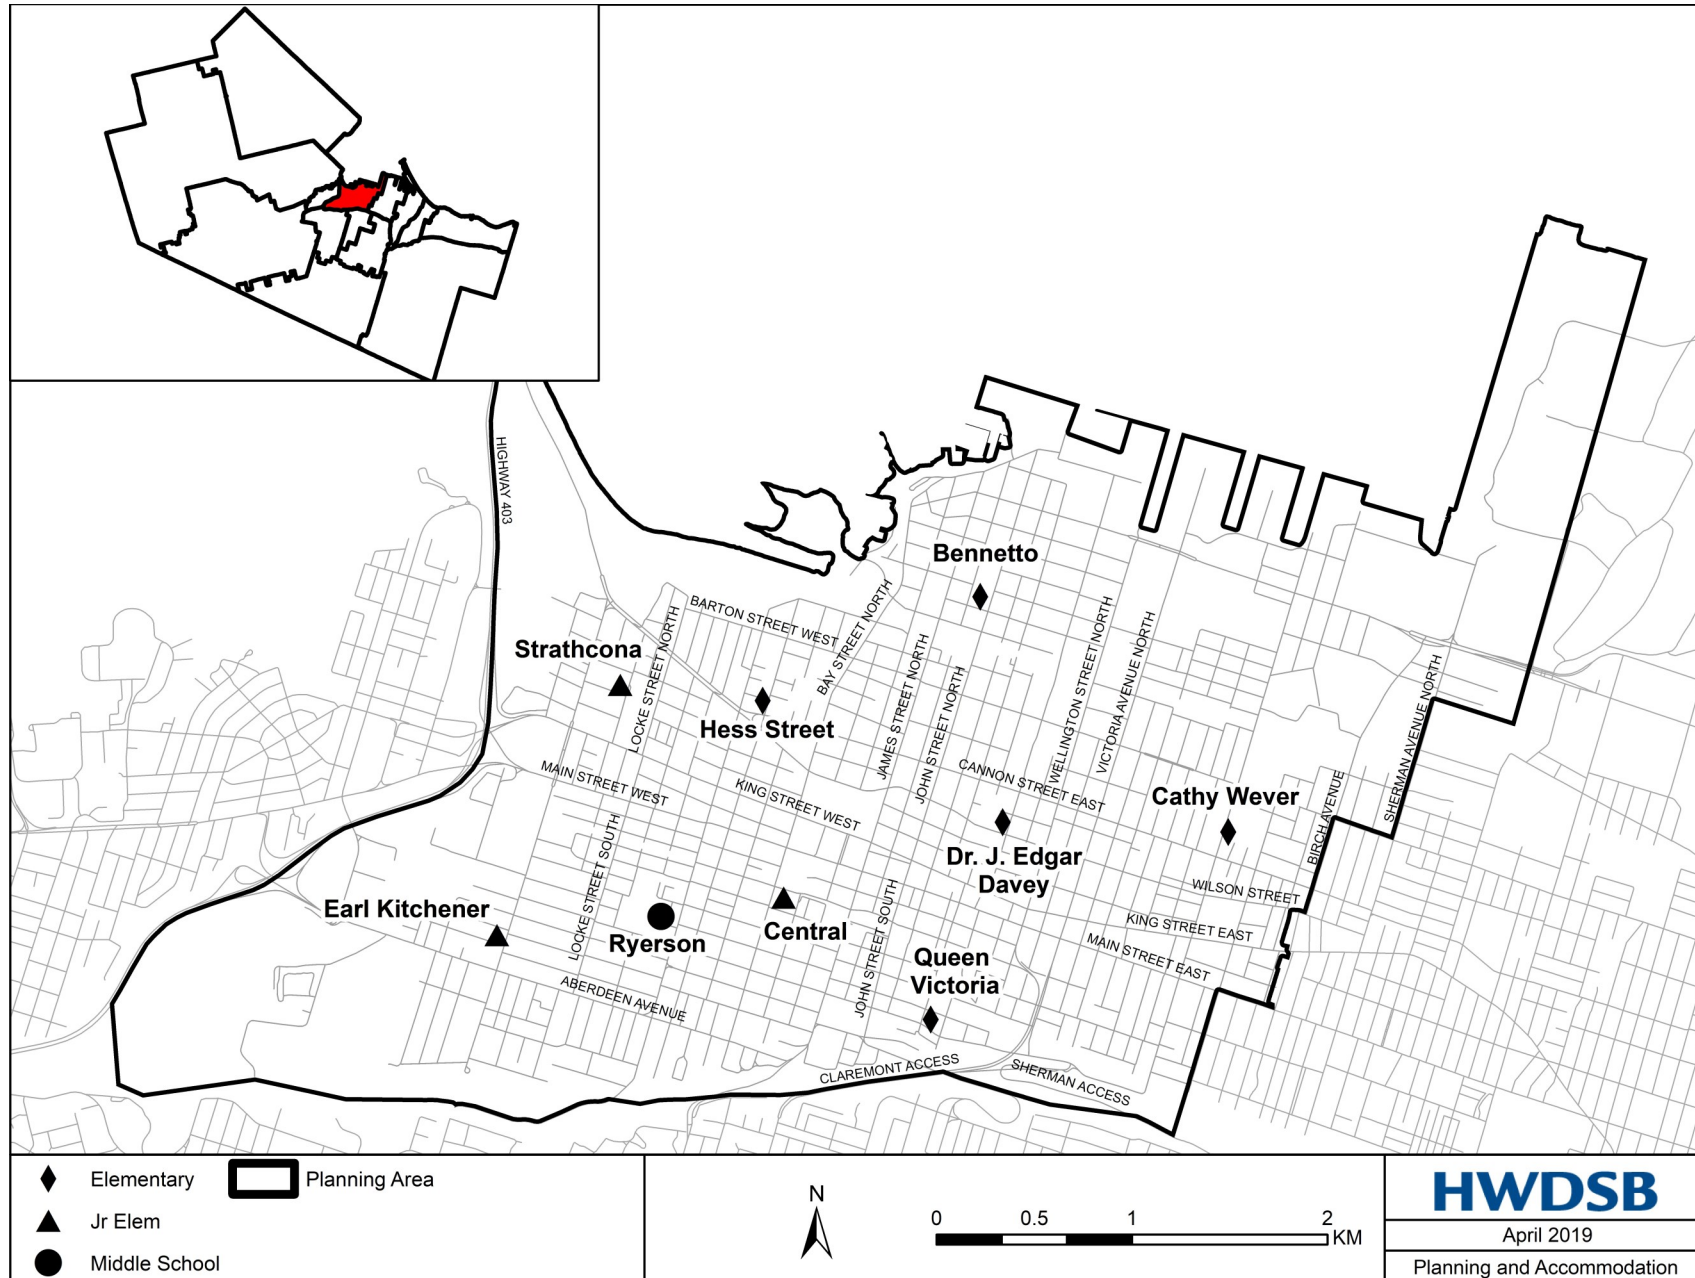 HIGHWAY 403
Bennetto
BARTON STREET WEST
BAY STREET NORTH
Strathcona
LOCKE STREET NORTH
JAMES STREET NORTH
JOHN STREET NORTH
WELLINGTON STREET NORTH
VICTORIA AVENUE NORTH
SHERMAN AVENUE NORTH
Hess Street
MAIN STREET WEST
KING STREET WEST
CANNON STREET EAST
Cathy Wever
BIRCH AVENUE
Dr. J. Edgar
Davey
LOCKE STREET SOUTH
WILSON STREET
Earl Kitchener
Ryerson
Central
JOHN STREET SOUTH
KING STREET EAST
MAIN STREET EAST
Queen
Victoria
ABERDEEN AVENUE
CLAREMONT ACCESS
SHERMAN ACCESS
Elementary
Planning Area
Jr Elem
Middle School
N
0 0.5 1 2
KM
HWDSB
April 2019
Planning and Accommodation